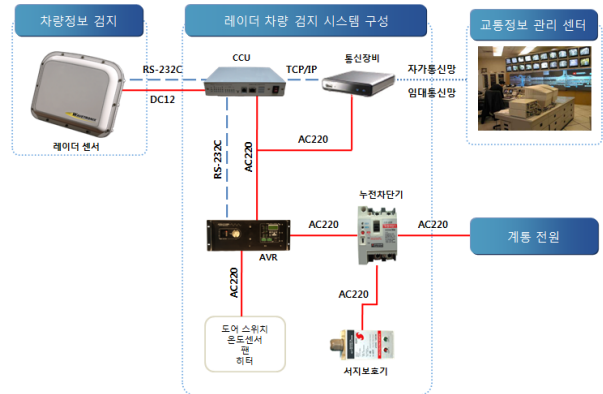 차량정보 검지
레이더 차량 검지 시스템 구성
교통정보 관리 센터
CCU
통신장비
RS-232C
TCP/IP
자가통신망
DC12
임대통신망
레이더 센서
RS-232C
AC220
AC220
누전차단기
AC220
AC220
계통 전원
AVR
AC220
AC220
도어 스위치
온도센서
팬
히터
서지보호기